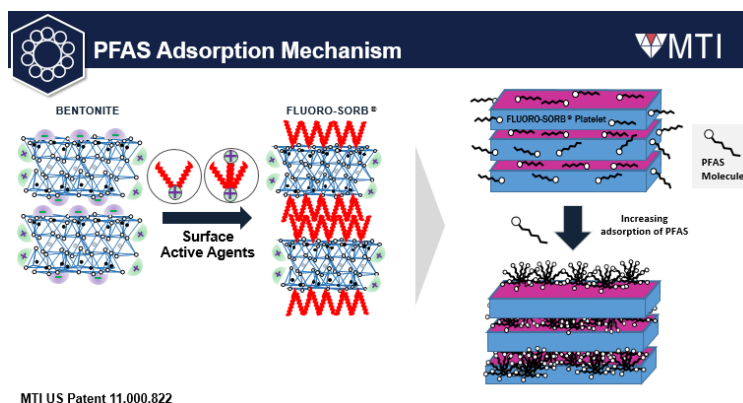 PFAS Adsorption Mechanism
MTI
BENTONITE
FLUORO-SORB®
Surface
Active Agents
FLUORO-SORB® Platelet
PFAS
Molecule
Increasing
adsorption of PFAS
MTI US Patent 11,000,822